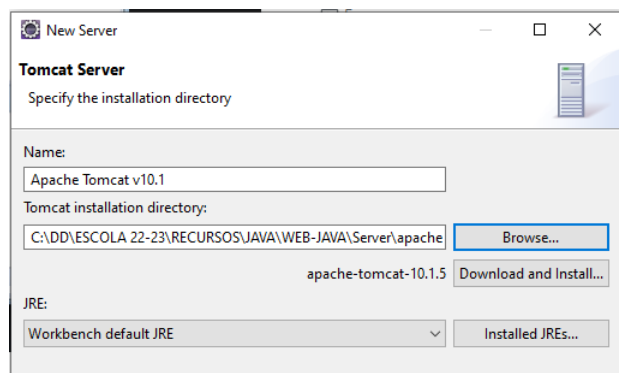 New Server
Tomcat Server
Specify the installation directory
Name:
Apache Tomcat v10.1
Tomcat installation directory:
C:\DD\ESCOLA 22-23\RECURSOS\JAVA\WEB-JAVA\Server\apache
Browse...
apache-tomcat-10.1.5
Download and Install...
JRE:
Workbench default JRE
Installed JREs...